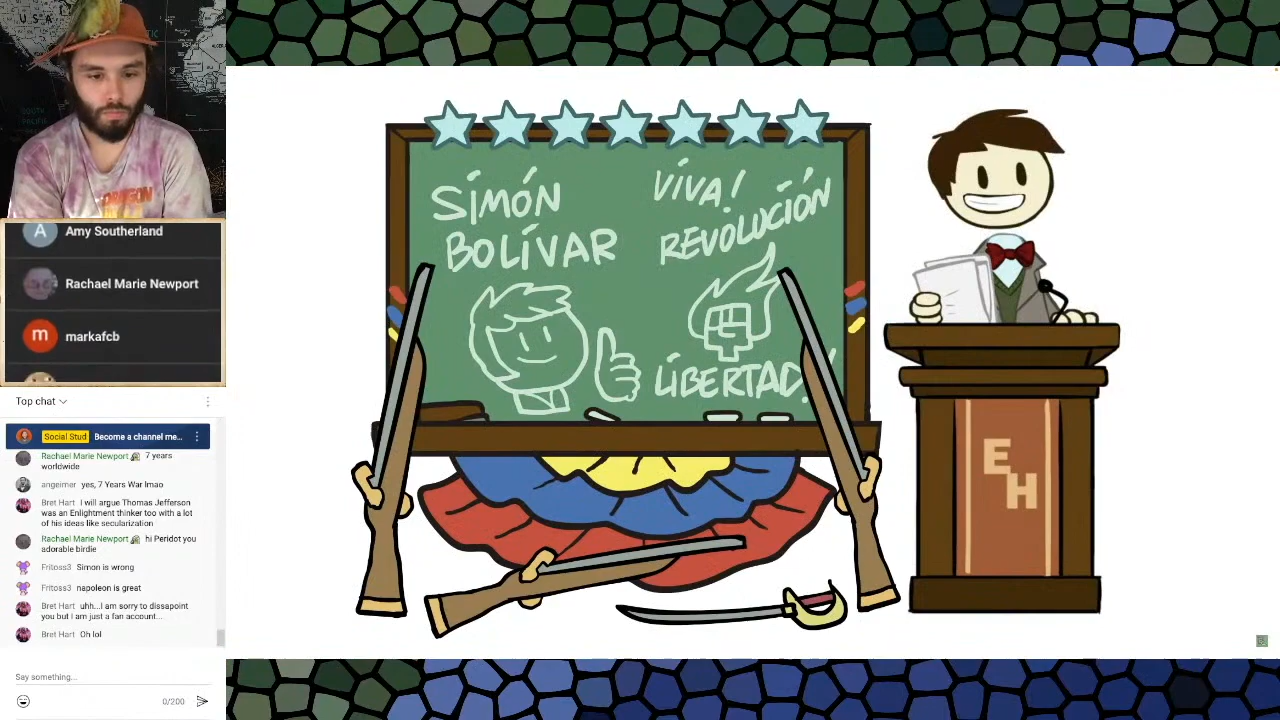 U.S.A.
SOUTH
Amy Southerland
Rachael Marie Newport
m
markafcb
A
Top chat
Social Stud Become a channel me...
Rachael Marie Newport 7 years
worldwide
angeimer yes, 7 Years War lmao
Bret Hart I will argue Thomas Jefferson
was an Enlightment thinker too with a lot
of his ideas like secularization
Rachael Marie Newport hi Peridot you
adorable birdie
Fritoss3 Simon is wrong
Fritoss3 napoleon is great
Bret Hart uhh...I am sorry to dissapoint
you but I am just a fan account...
Bret Hart Oh lol
Say something...
0/200
SIMÓN
BOLÍVAR
VIVA!
REVOLUCIÓN
LIBERTAD!
EH